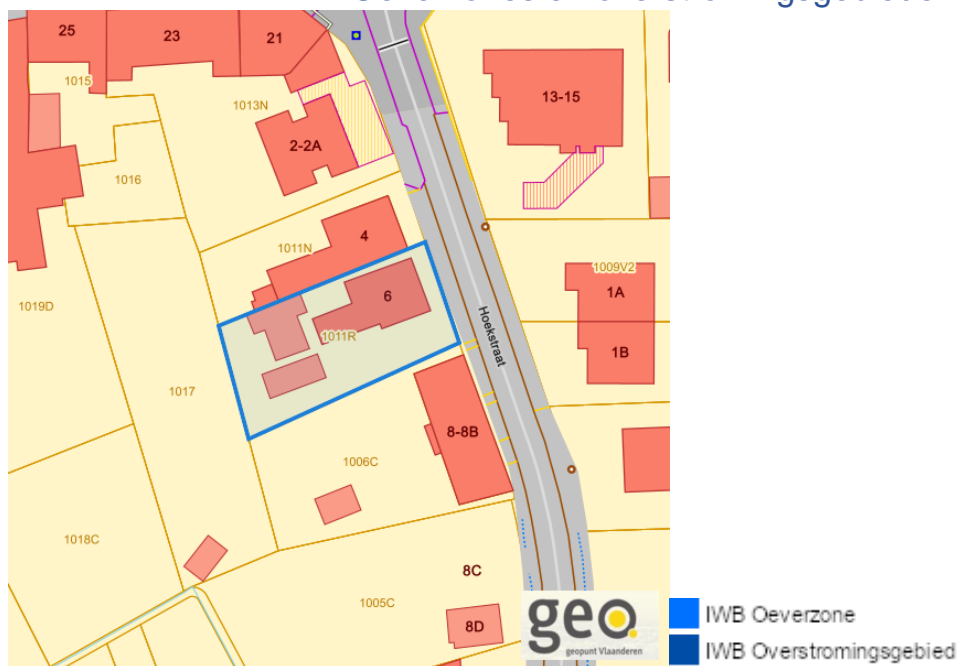 25
23
21
1015
1013N
13-15
2-2A
1016
4
1011N
1009V2
6
1A
1019D
Hoekstraat
1011R
1B
1017
8-8B
1006C
1018C
8C
1005C
8D
geo
geopunt Vlaanderen
IWB Oeverzone
IWB Overstromingsgebied